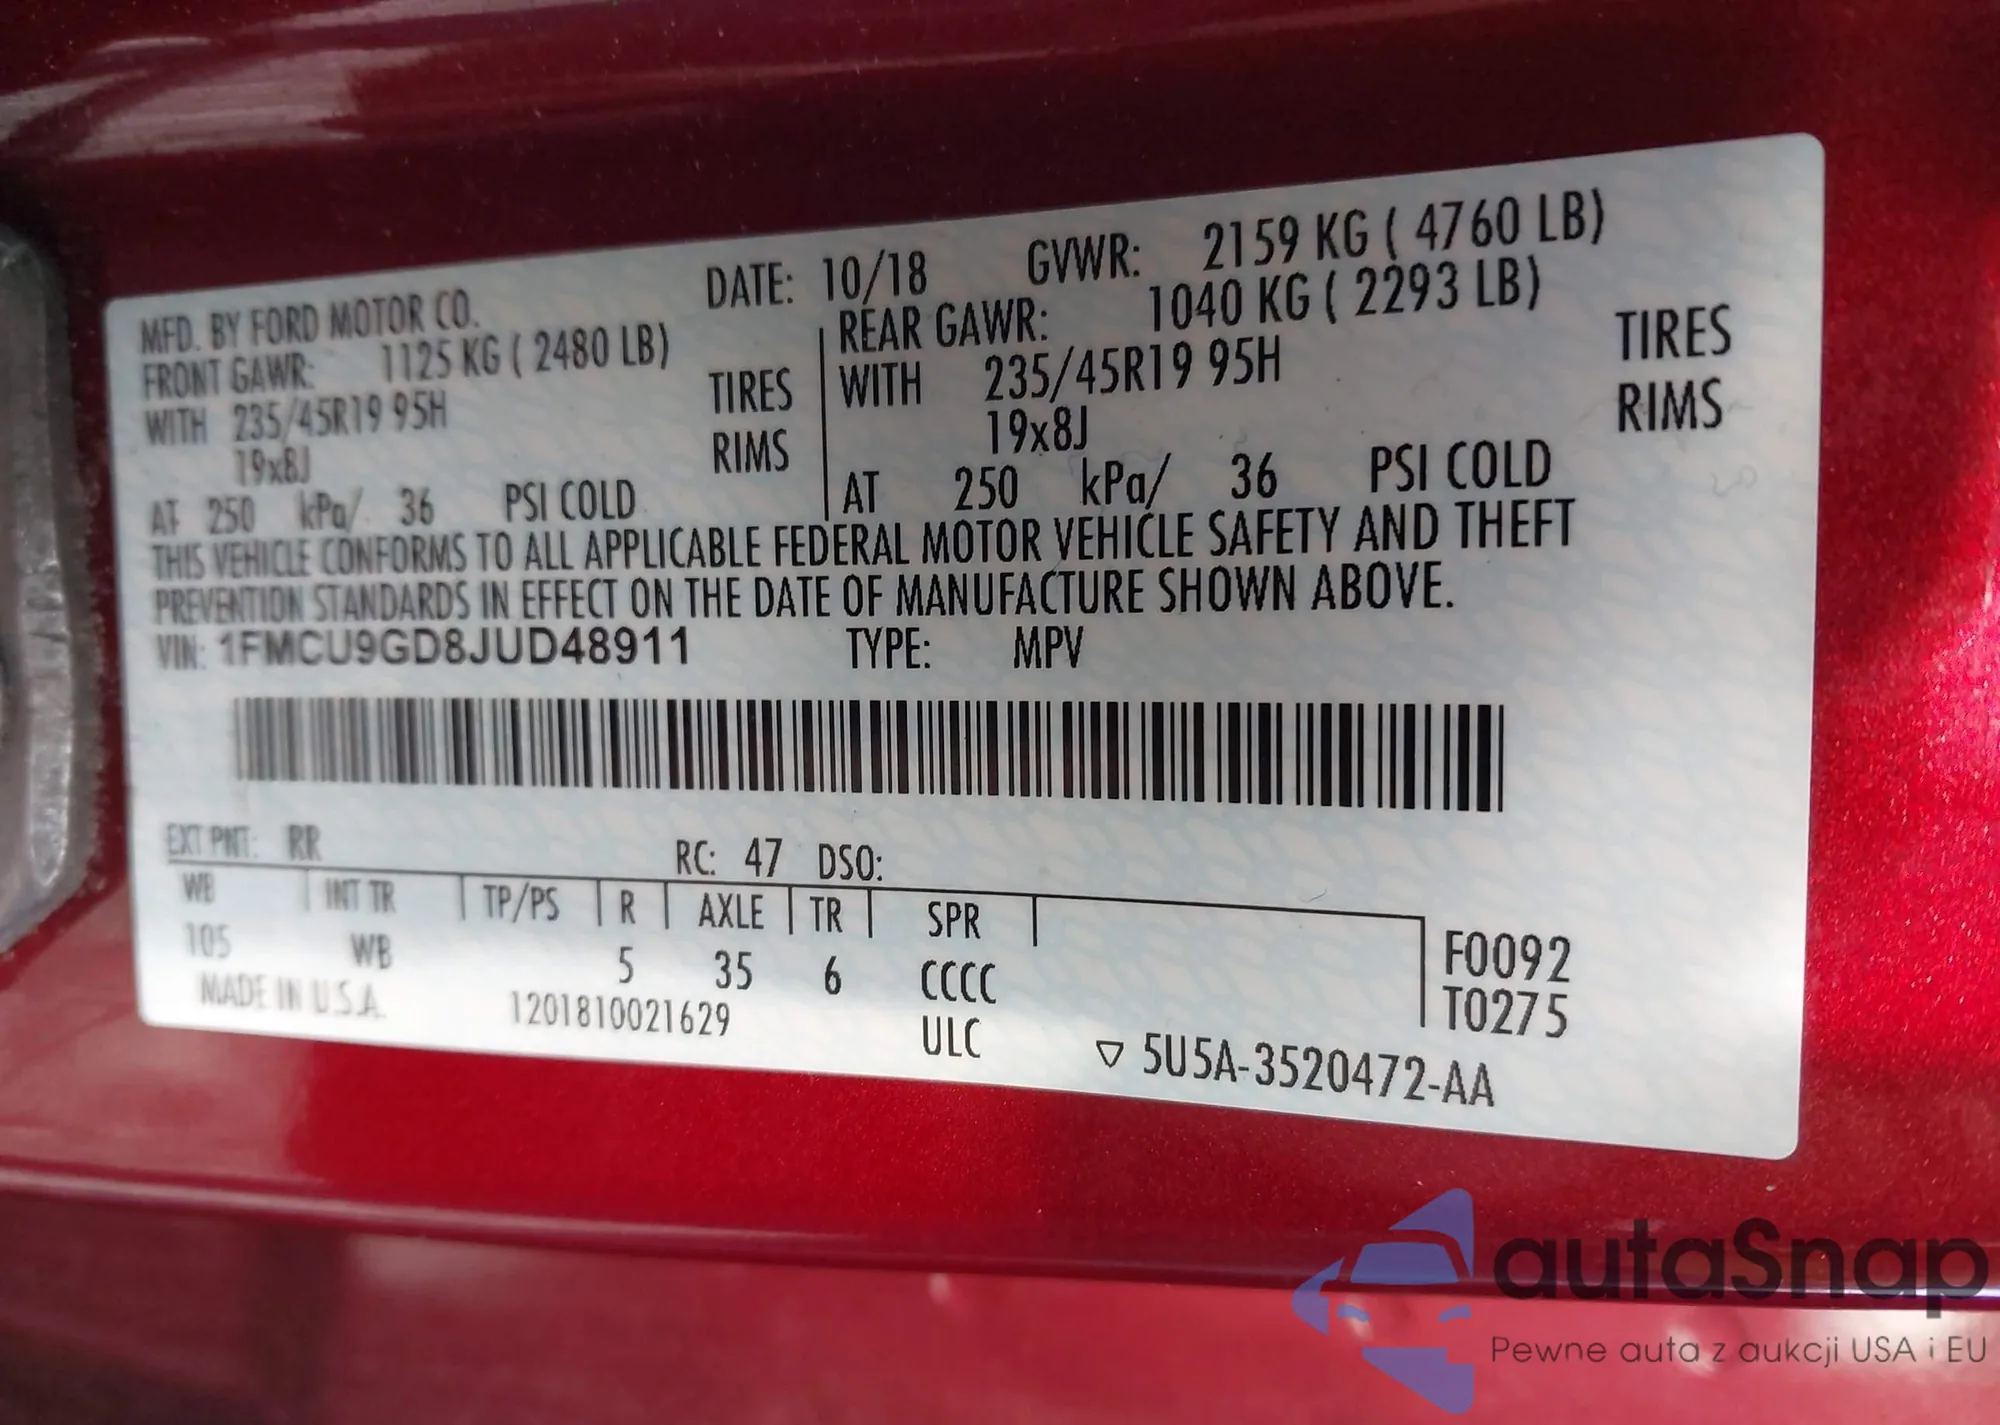 MFD. BY FORD MOTOR CO. DATE: 10/18 GVWR: 2159 KG ( 4760 LB)
FRONT GAWR: 1125 KG ( 2480 LB) REAR GAWR: 1040 KG ( 2293 LB)
WITH 235/45R19 95H TIRES WITH 235/45R19 95H TIRES
19x8J RIMS 19x8J RIMS
AT 250 kPa/ 36 PSI COLD AT 250 kPa/ 36 PSI COLD
THIS VEHICLE CONFORMS TO ALL APPLICABLE FEDERAL MOTOR VEHICLE SAFETY AND THEFT
PREVENTION STANDARDS IN EFFECT ON THE DATE OF MANUFACTURE SHOWN ABOVE.
VIN: 1FMCU9GD8JUD48911 TYPE: MPV
EXT PNT: RR RC: 47 DSO:
WB INT TR TP/PS R AXLE TR SPR
105 WB 5 35 6 CCCC F0092
MADE IN U.S.A. 1201810021629 ULC T0275
▽ 5U5A-3520472-AA
autaSnap
Pewne auta z aukcji USA i EU